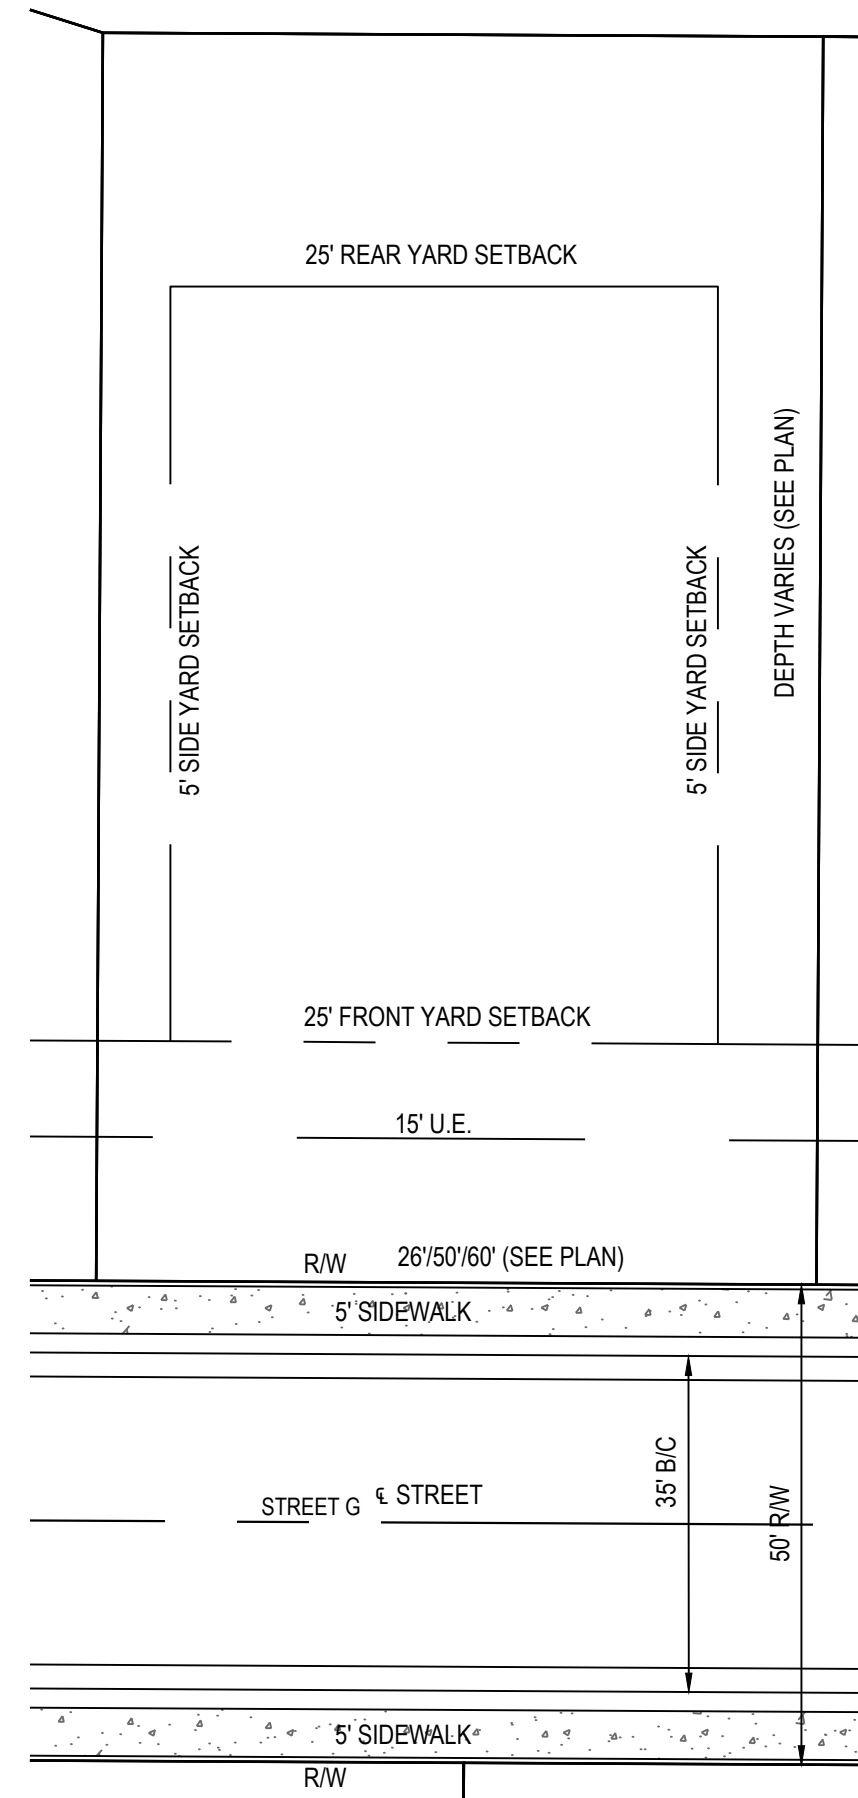 25' REAR YARD SETBACK
DEPTH VARIES (SEE PLAN)
5' SIDE YARD SETBACK
5' SIDE YARD SETBACK
25' FRONT YARD SETBACK
15' U.E.
R/W
26'/50'/60' (SEE PLAN)
5' SIDEWALK
35' B/C
50' R/W
STREET G
℄ STREET
5' SIDEWALK
R/W